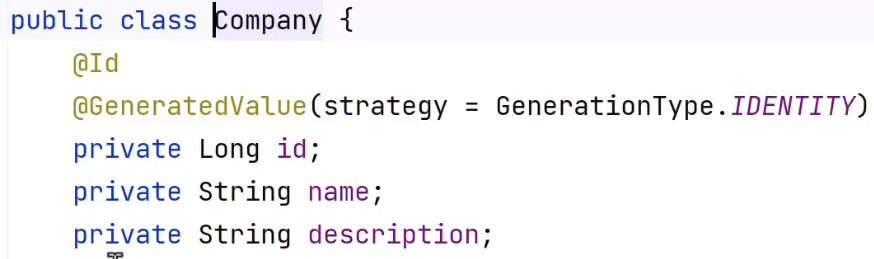 public class Company {
@Id
@GeneratedValue(strategy = GenerationType.IDENTITY)
private Long id;
private String name;
private String description;